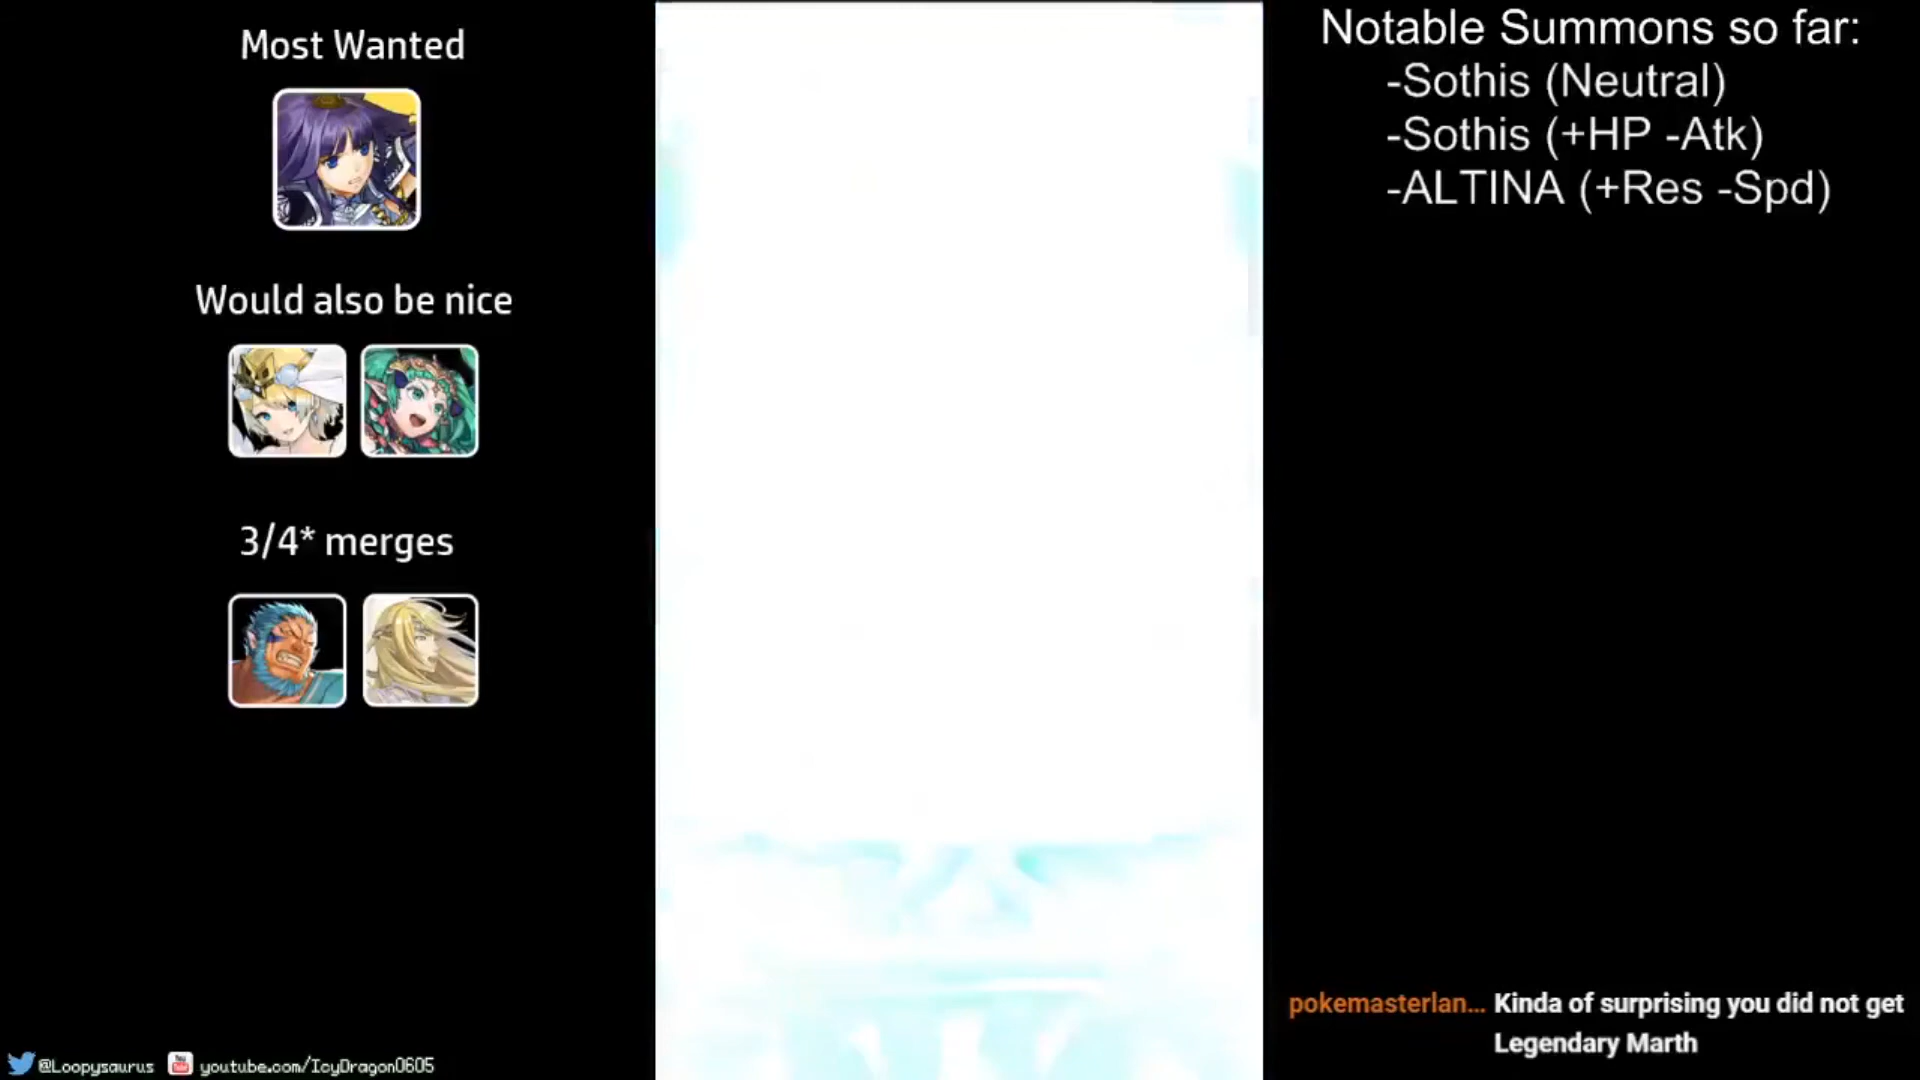 Most Wanted
Would also be nice
3/4* merges
@Loopysaurus youtube.com/IcyDragon0605
Notable Summons so far:
-Sothis (Neutral)
-Sothis (+HP -Atk)
-ALTINA (+Res -Spd)
pokemasterlan... Kinda of surprising you did not get
Legendary Marth